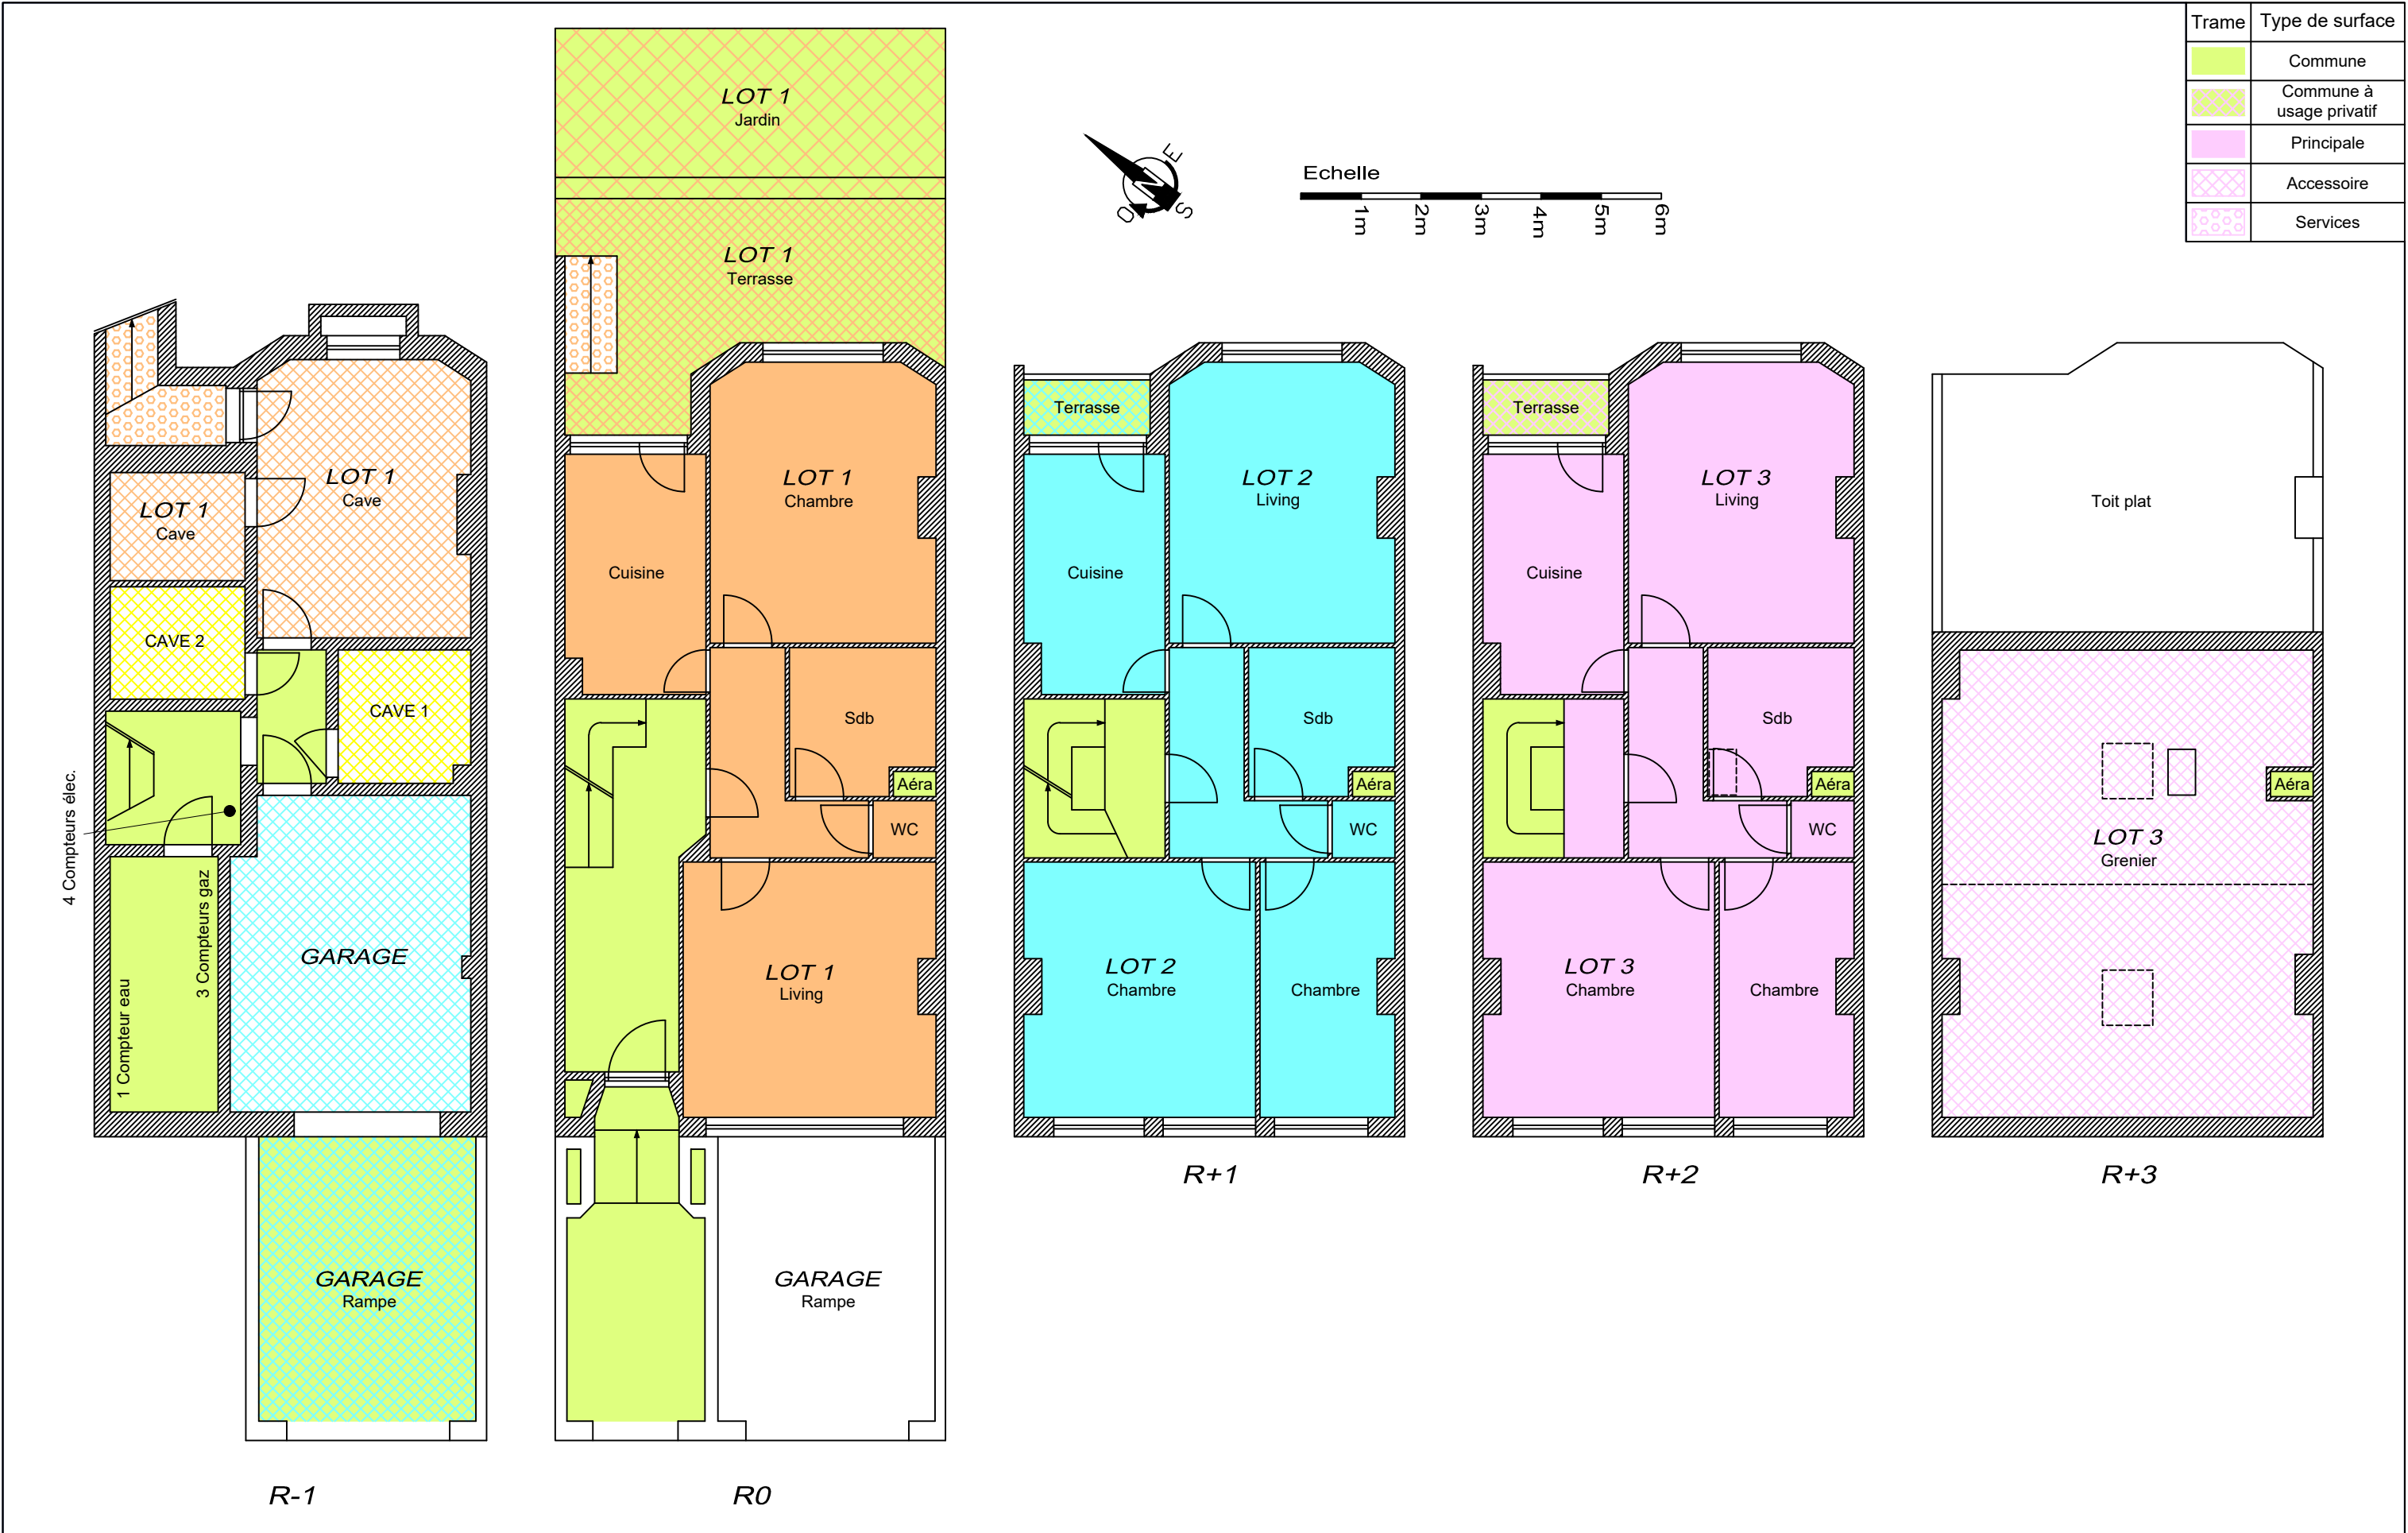 Trame
Type de surface
Commune
Commune à
usage privatif
Principale
Accessoire
Services
Echelle
1m
2m
3m
4m
5m
6m
N
E
S
O
LOT 1
Cave
LOT 1
Cave
CAVE 2
CAVE 1
4 Compteurs élec.
3 Compteurs gaz
1 Compteur eau
GARAGE
GARAGE
Rampe
R-1
LOT 1
Jardin
LOT 1
Terrasse
LOT 1
Chambre
Cuisine
Sdb
Aéra
WC
LOT 1
Living
GARAGE
Rampe
R0
Terrasse
LOT 2
Living
Cuisine
Sdb
Aéra
WC
LOT 2
Chambre
Chambre
R+1
Terrasse
LOT 3
Living
Cuisine
Sdb
Aéra
WC
LOT 3
Chambre
Chambre
R+2
Toit plat
Aéra
LOT 3
Grenier
R+3